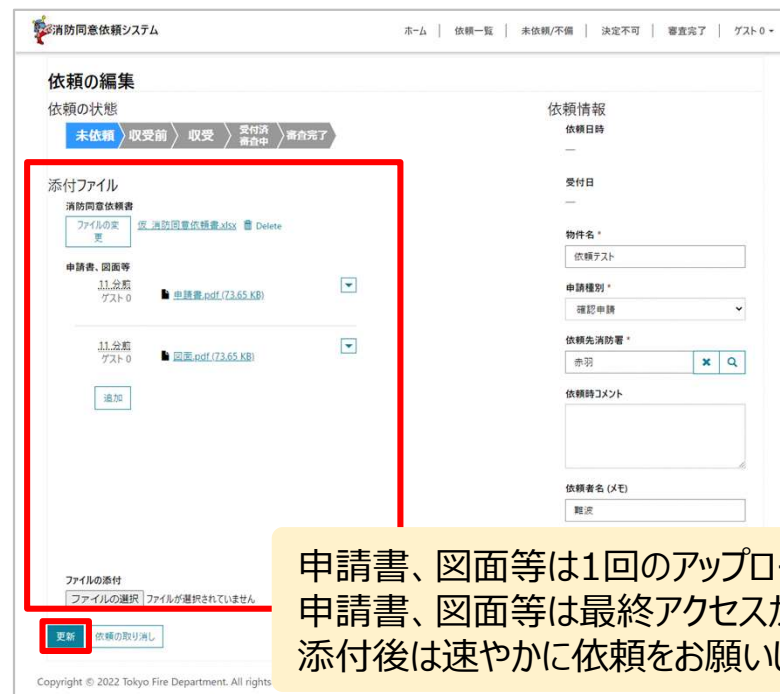 消防同意依頼システム
ホーム | 依頼一覧 | 未依頼/不備 | 決定不可 | 審査完了 | ゲスト 0
依頼の編集
依頼の状態
未依頼 収受前 収受 受付済 審査中 審査完了
添付ファイル
消防同意依頼書
ファイルの変更 仮_消防同意依頼書.xlsx Delete
申請書、図面等
11 分前
ゲスト 0
申請書.pdf (73.65 KB)
11 分前
ゲスト 0
図面.pdf (73.65 KB)
追加
ファイルの添付
ファイルの選択 ファイルが選択されていません
更新 依頼の取り消し
依頼情報
依頼日時
—
受付日
—
物件名 *
依頼テスト
申請種別 *
確認申請
依頼先消防署 *
赤羽
依頼時コメント
依頼者名 (メモ)
難波
申請書、図面等は1回のアップロ
申請書、図面等は最終アクセスか
添付後は速やかに依頼をお願いし
Copyright © 2022 Tokyo Fire Department. All rights